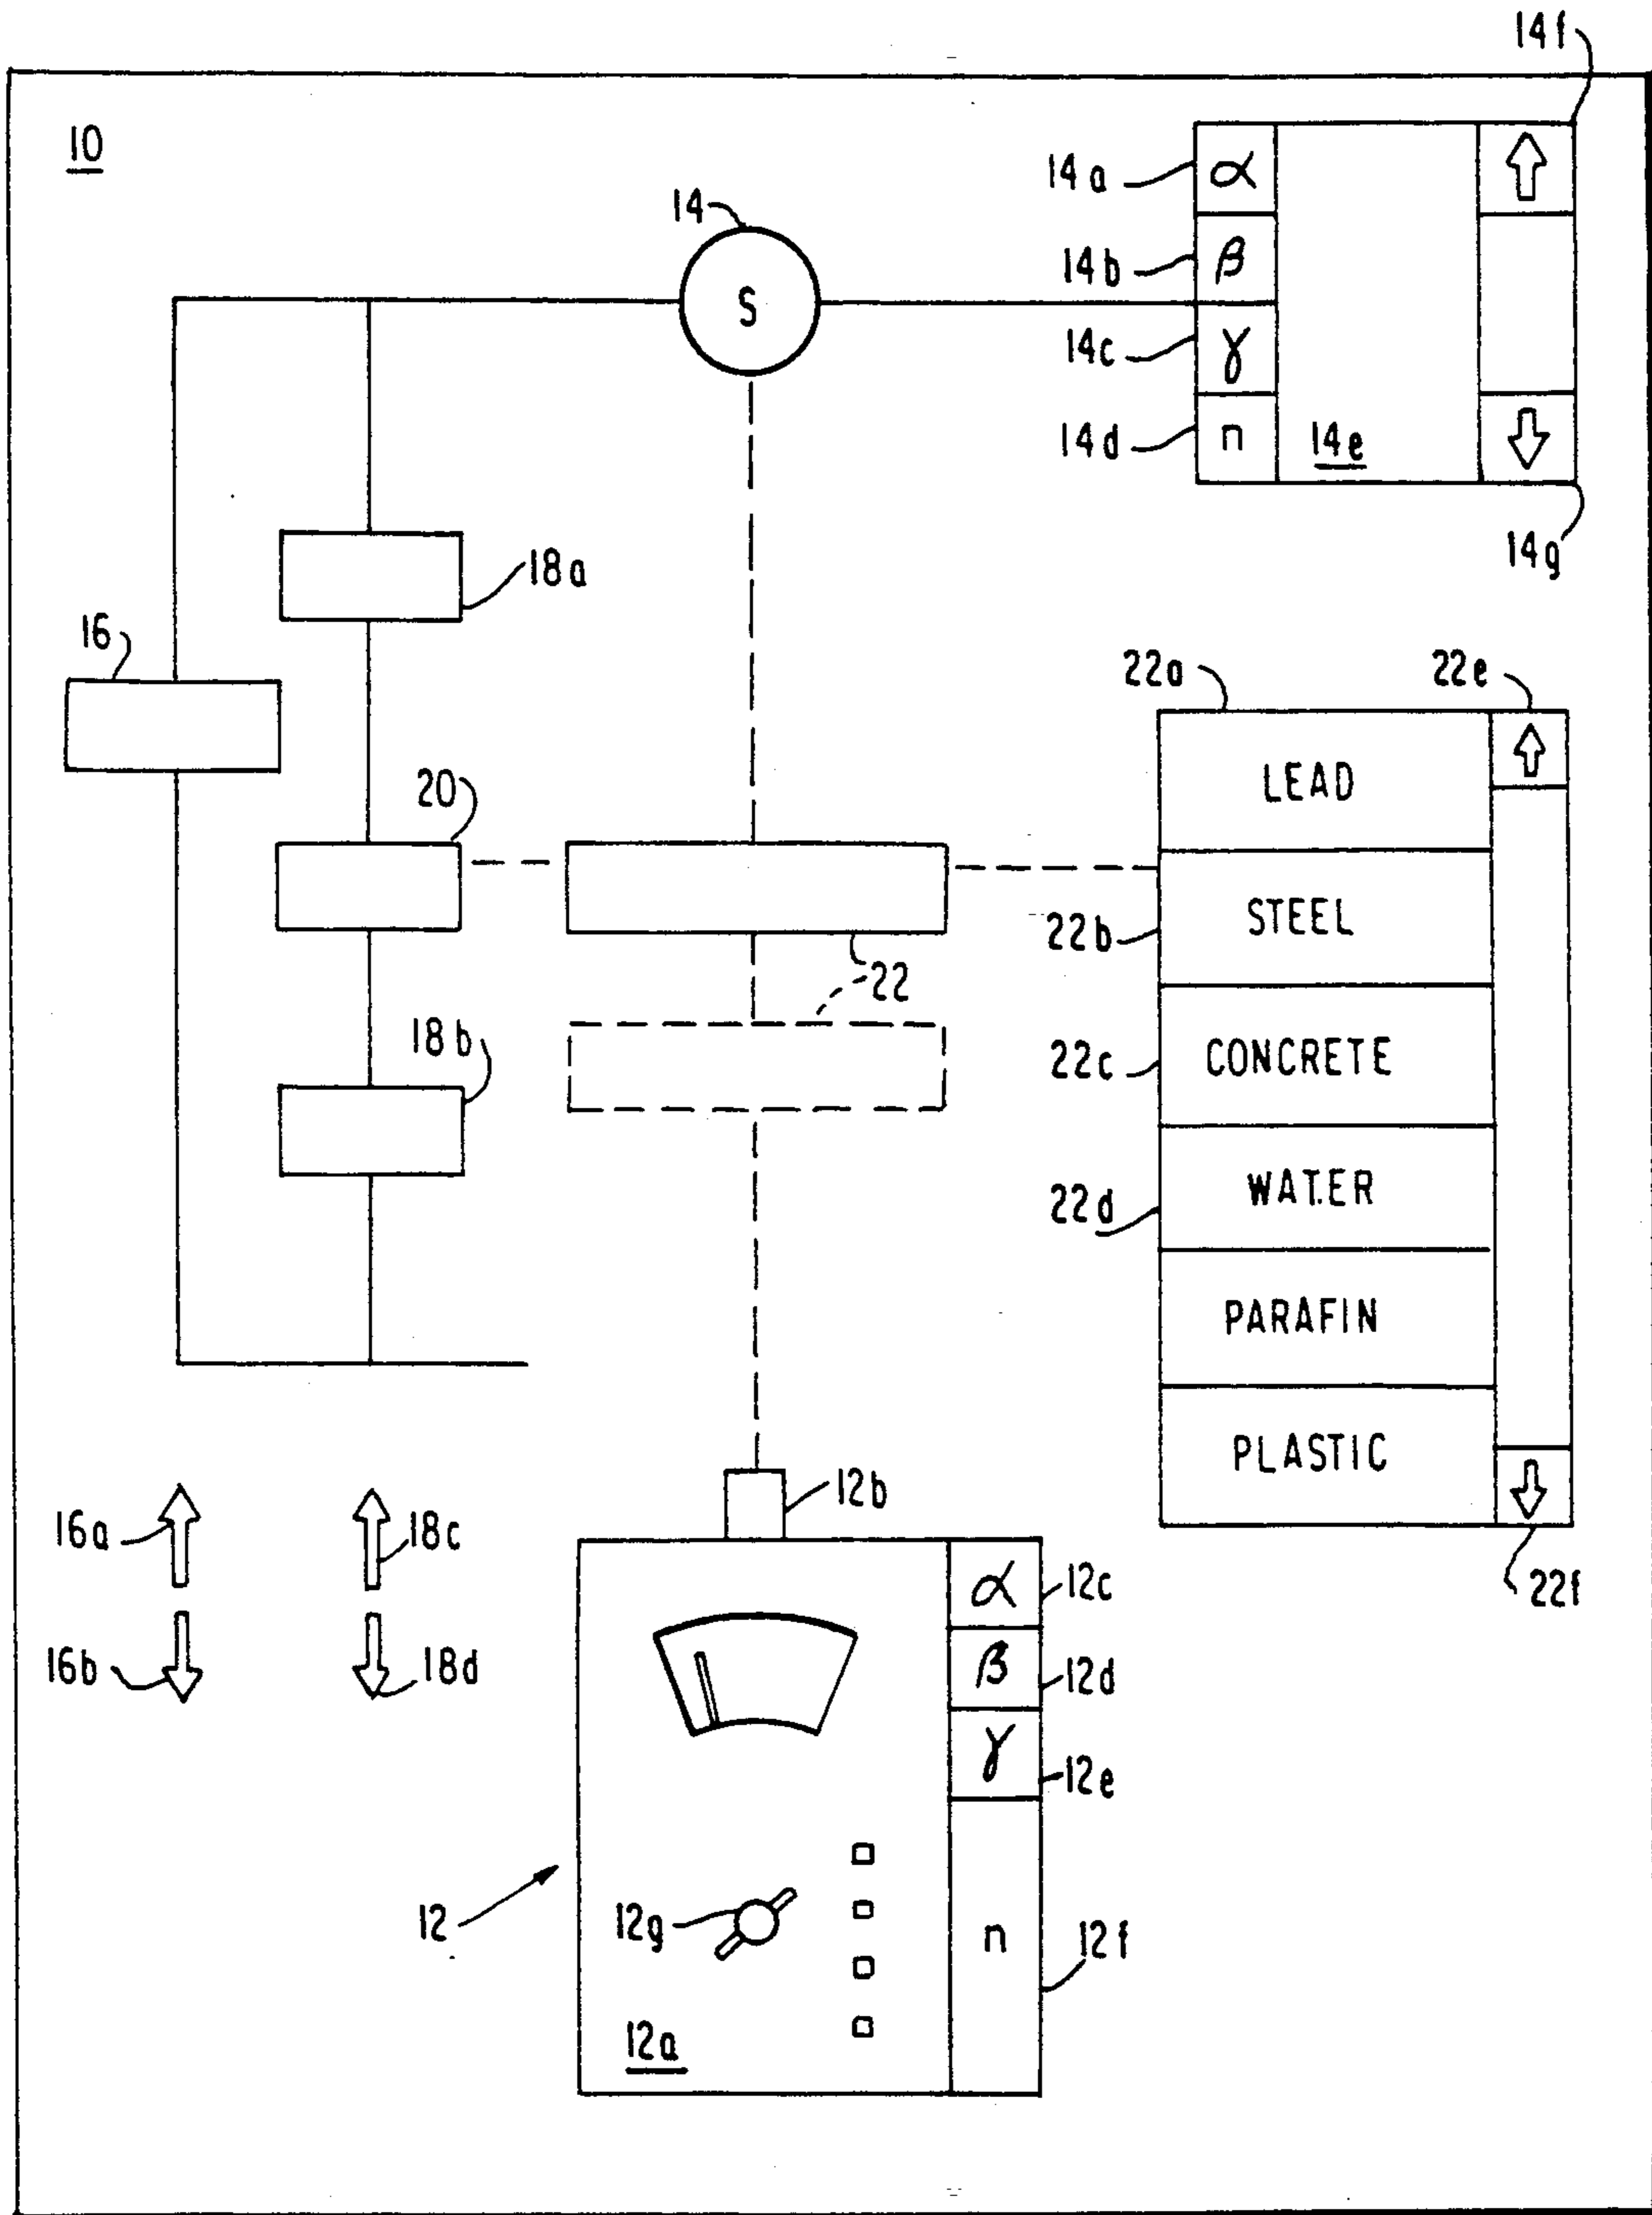 14f
10
14a α
14
14b β
S
14c γ
14d n 14e
14g
18a
16
22a 22e
LEAD
20
22b STEEL
22
18b
22c CONCRETE
22d WATER
PARAFIN
PLASTIC
12b
16a 18c
α 12c
22f
16b 18d
β 12d
γ 12e
12 12g n 12f
12a